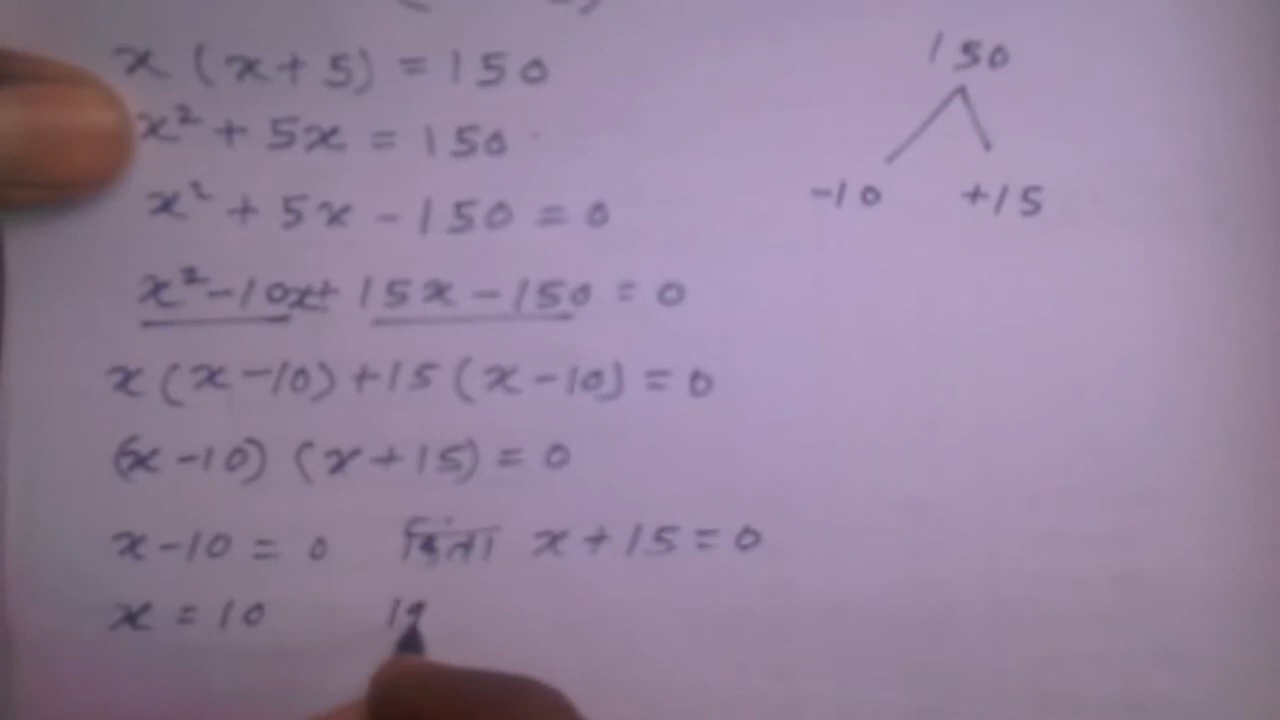 x (x + 5) = 150
x² + 5x = 150
x² + 5x - 150 = 0
x² - 10x + 15x - 150 = 0
x (x - 10) + 15 (x - 10) = 0
(x - 10) (x + 15) = 0
x - 10 = 0 किंवा x + 15 = 0
x = 10
150
-10 +15